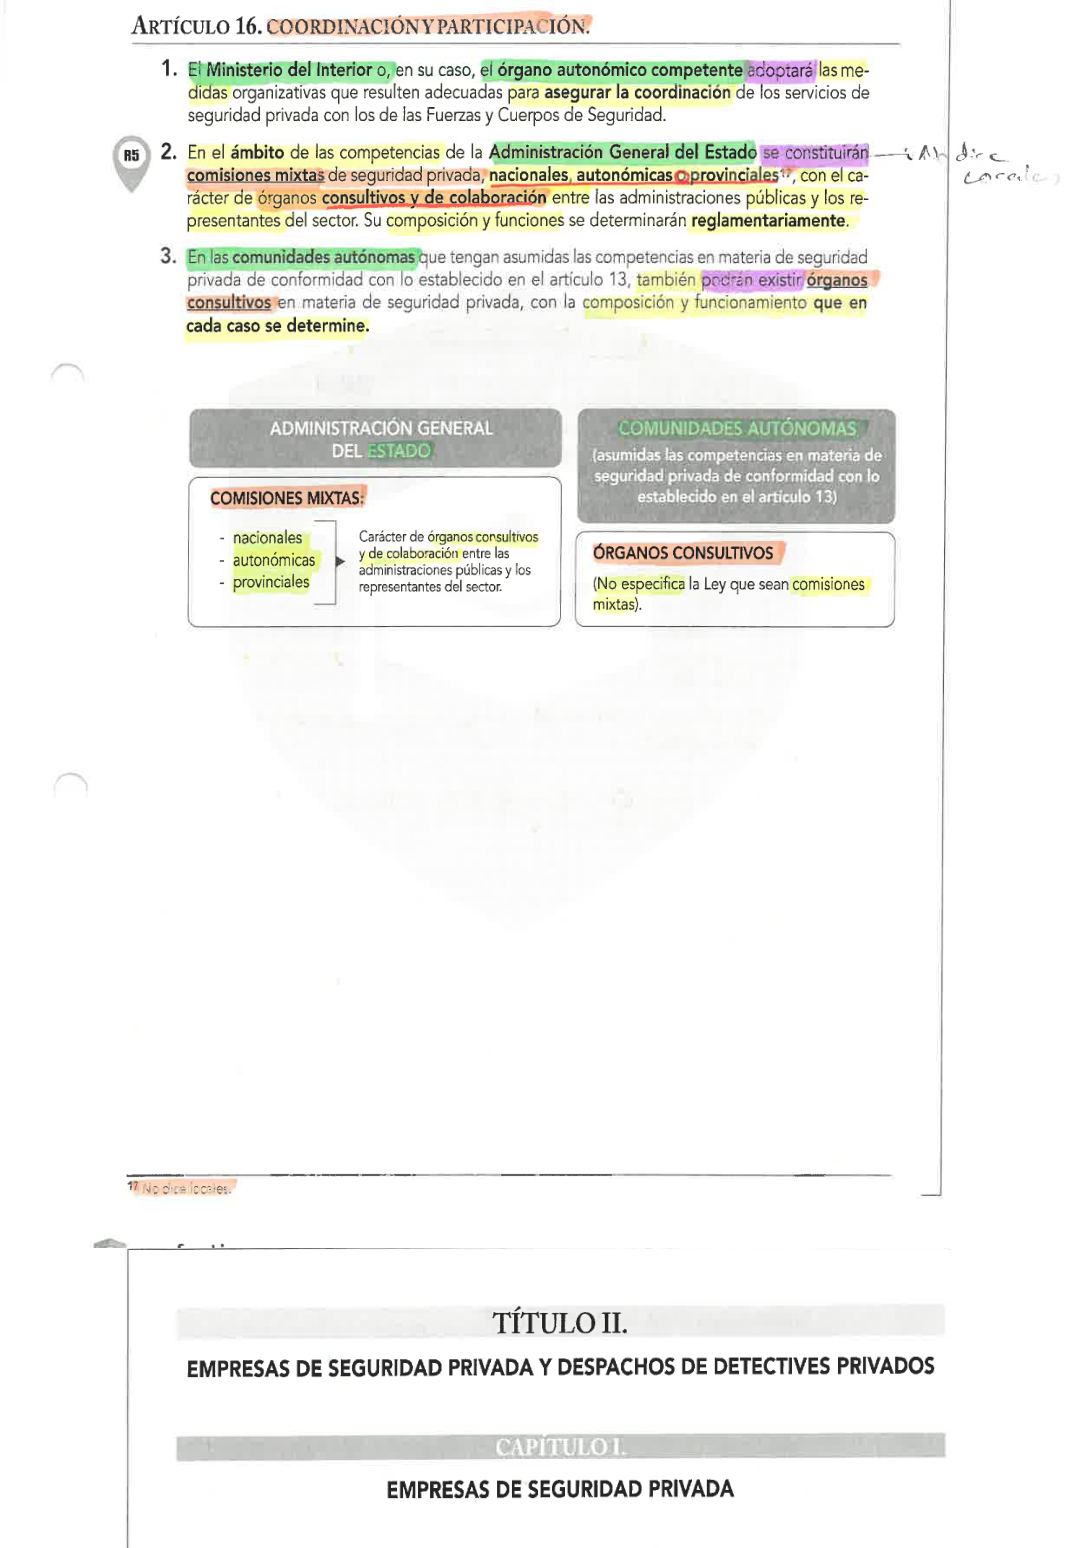 ARTÍCULO 16. COORDINACIÓN Y PARTICIPACIÓN.
1. El Ministerio del Interior o, en su caso, el órgano autonómico competente adoptará las me-
didas organizativas que resulten adecuadas para asegurar la coordinación de los servicios de
seguridad privada con los de las Fuerzas y Cuerpos de Seguridad.
R5
2. En el ámbito de las competencias de la Administración General del Estado se constituirán
comisiones mixtas de seguridad privada, nacionales, autonómicas o provinciales17, con el ca-
rácter de órganos consultivos y de colaboración entre las administraciones públicas y los re-
presentantes del sector. Su composición y funciones se determinarán reglamentariamente.
dice
locales
3. En las comunidades autónomas que tengan asumidas las competencias en materia de seguridad
privada de conformidad con lo establecido en el artículo 13, también podrán existir órganos
consultivos en materia de seguridad privada, con la composición y funcionamiento que en
cada caso se determine.
ADMINISTRACIÓN GENERAL
DEL ESTADO
COMISIONES MIXTAS:
- nacionales
- autonómicas
- provinciales
Carácter de órganos consultivos
y de colaboración entre las
administraciones públicas y los
representantes del sector.
COMUNIDADES AUTÓNOMAS
(asumidas las competencias en materia de
seguridad privada de conformidad con lo
establecido en el artículo 13)
ÓRGANOS CONSULTIVOS
(No especifica la Ley que sean comisiones
mixtas).
17 No dice locales.
TÍTULO II.
EMPRESAS DE SEGURIDAD PRIVADA Y DESPACHOS DE DETECTIVES PRIVADOS
CAPÍTULO I.
EMPRESAS DE SEGURIDAD PRIVADA